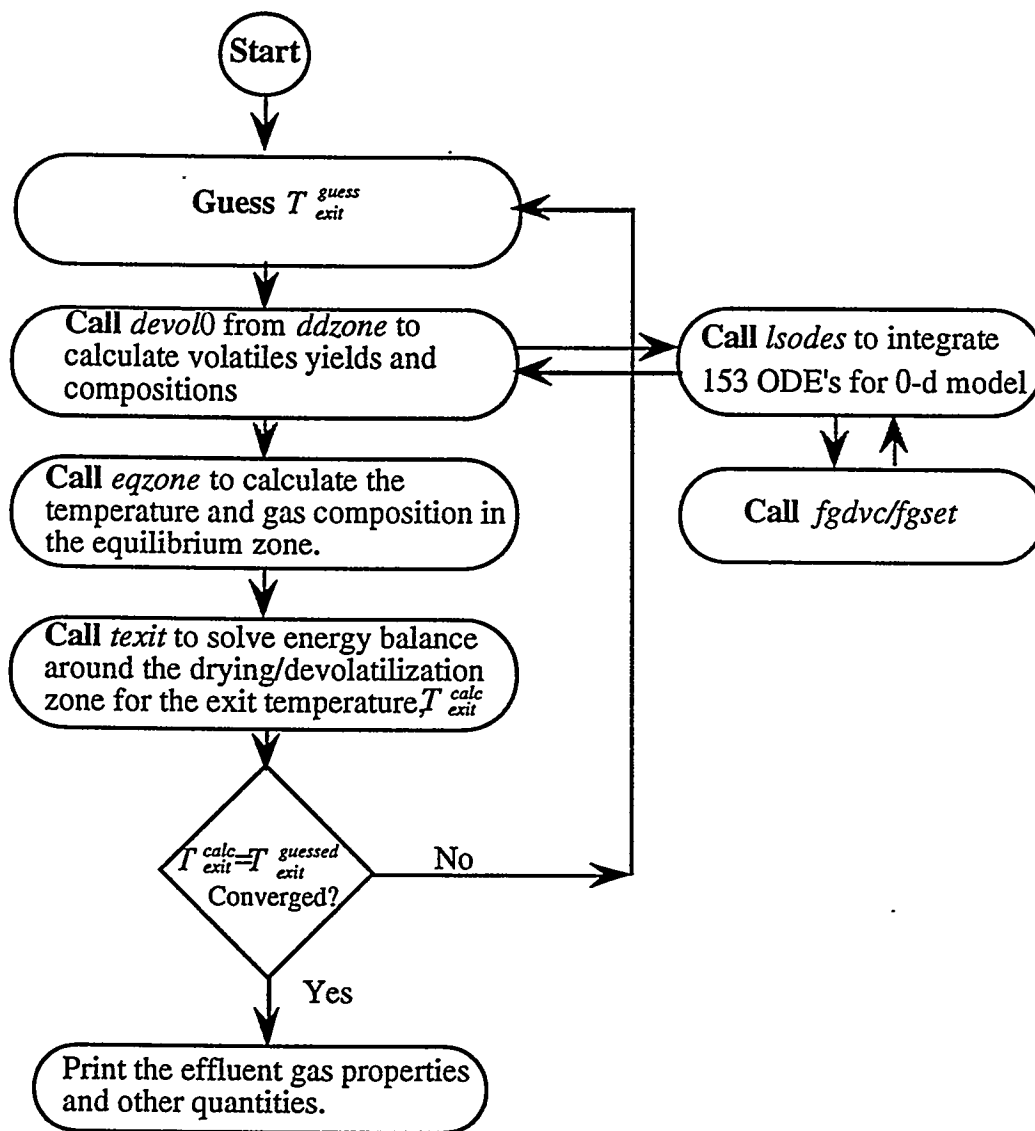 Start
Guess T guess exit
Call devol0 from ddzone to
calculate volatiles yields and
compositions
Call lsodes to integrate
153 ODE's for 0-d model
Call eqzone to calculate the
temperature and gas composition in
the equilibrium zone.
Call fgdvc/fgset
Call texit to solve energy balance
around the drying/devolatilization
zone for the exit temperature, T calc exit
T calc exit = T guessed exit
Converged?
No
Yes
Print the effluent gas properties
and other quantities.